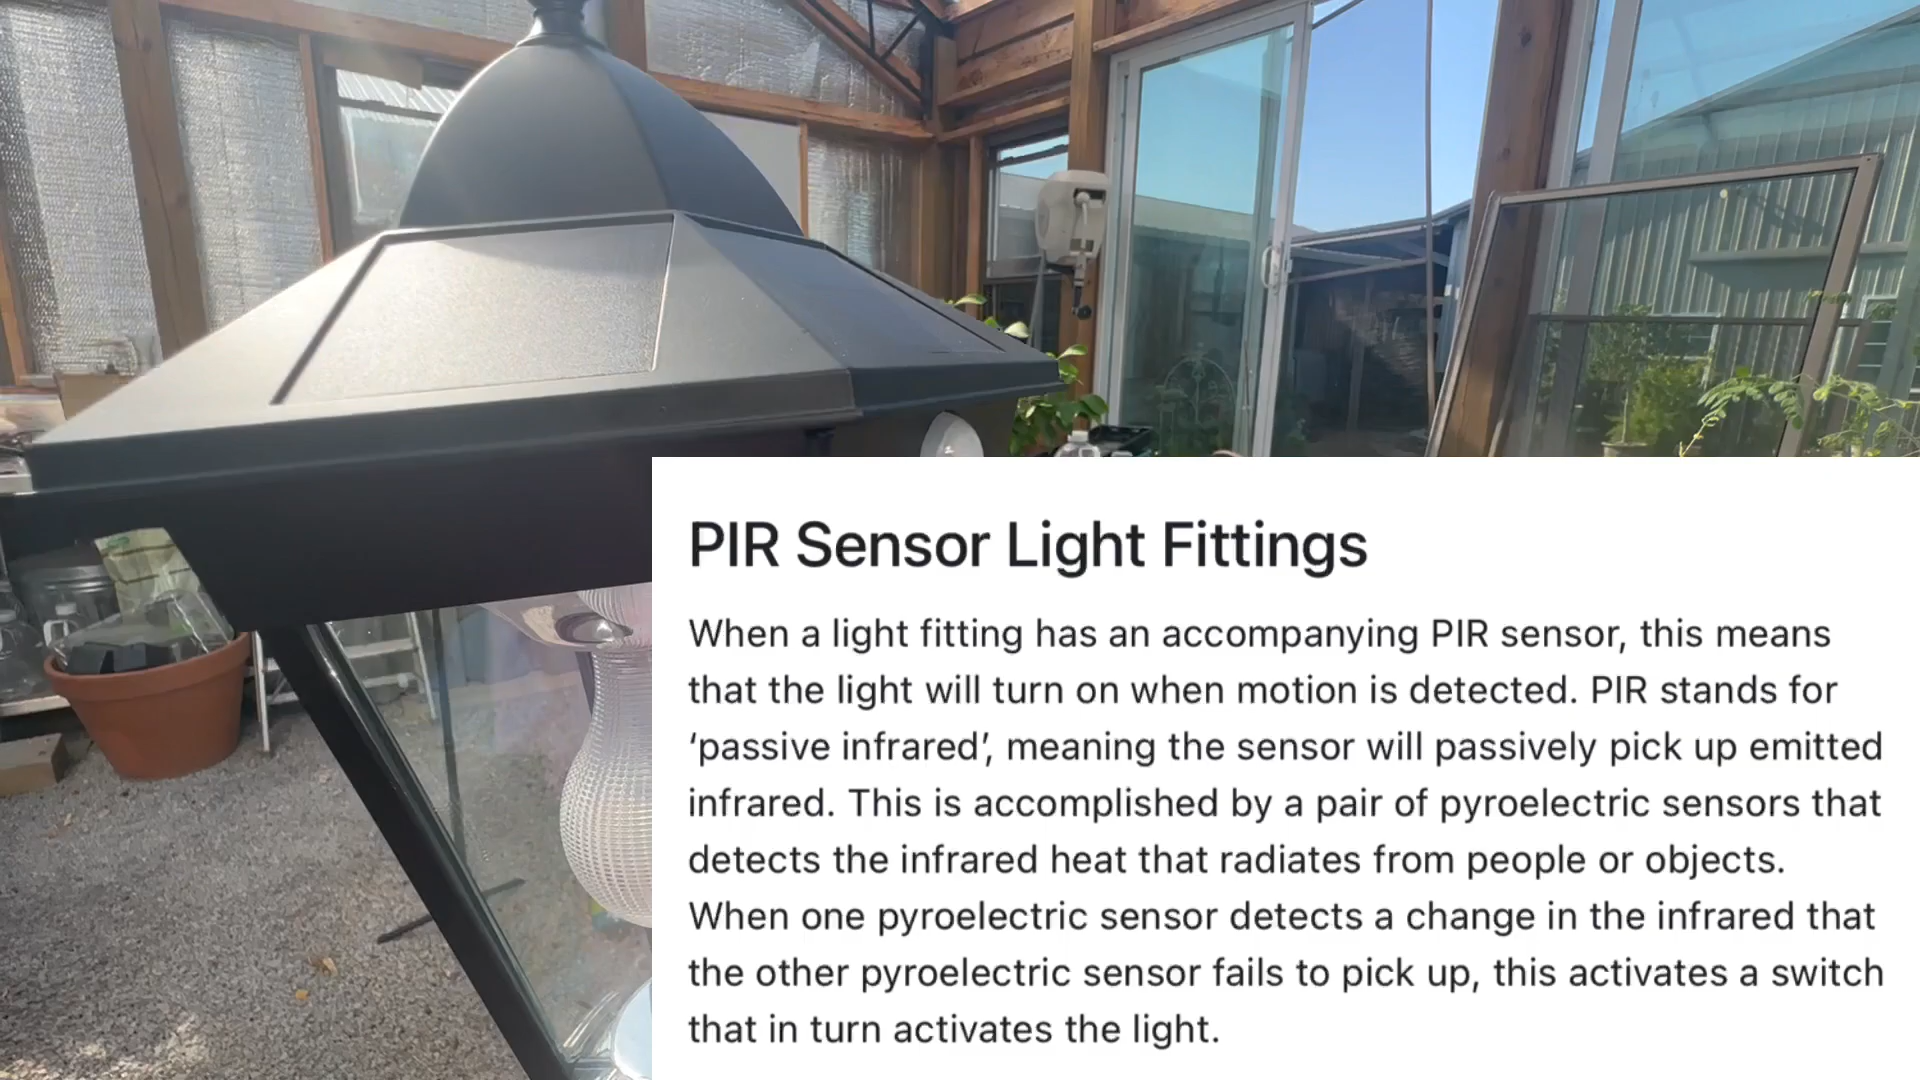 PIR Sensor Light Fittings
When a light fitting has an accompanying PIR sensor, this means
that the light will turn on when motion is detected. PIR stands for
‘passive infrared’, meaning the sensor will passively pick up emitted
infrared. This is accomplished by a pair of pyroelectric sensors that
detects the infrared heat that radiates from people or objects.
When one pyroelectric sensor detects a change in the infrared that
the other pyroelectric sensor fails to pick up, this activates a switch
that in turn activates the light.